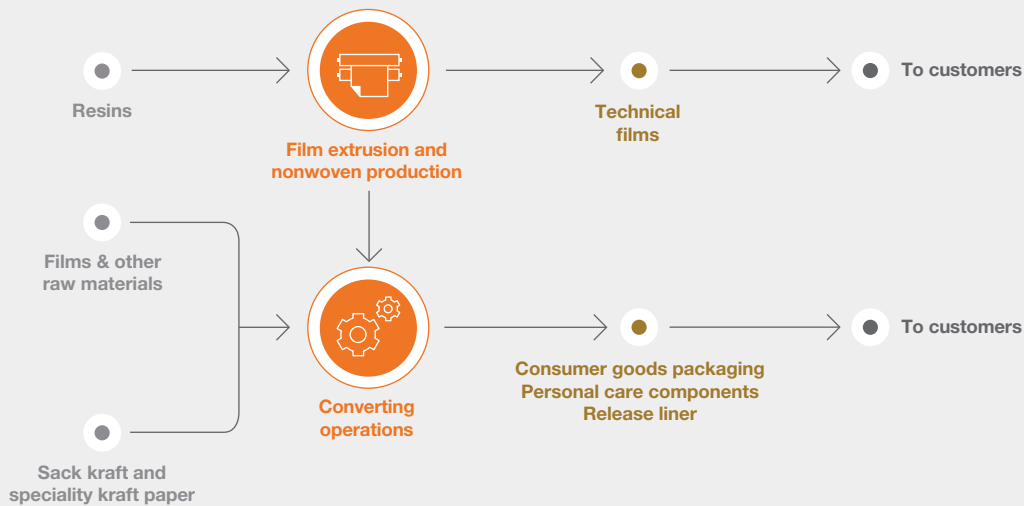 Resins
Film extrusion and
nonwoven production
Technical
films
To customers
Films & other
raw materials
Sack kraft and
speciality kraft paper
Converting
operations
Consumer goods packaging
Personal care components
Release liner
To customers